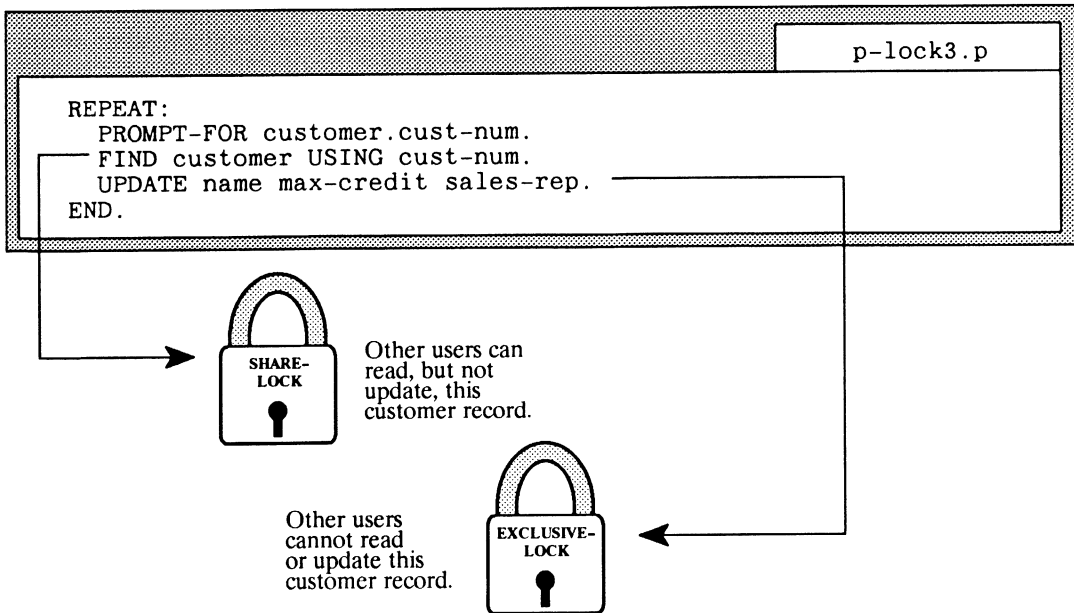 p-lock3.p
REPEAT:
PROMPT-FOR customer.cust-num.
FIND customer USING cust-num.
UPDATE name max-credit sales-rep.
END.
SHARE-
LOCK
Other users can
read, but not
update, this
customer record.
Other users
cannot read
or update this
customer record.
EXCLUSIVE-
LOCK